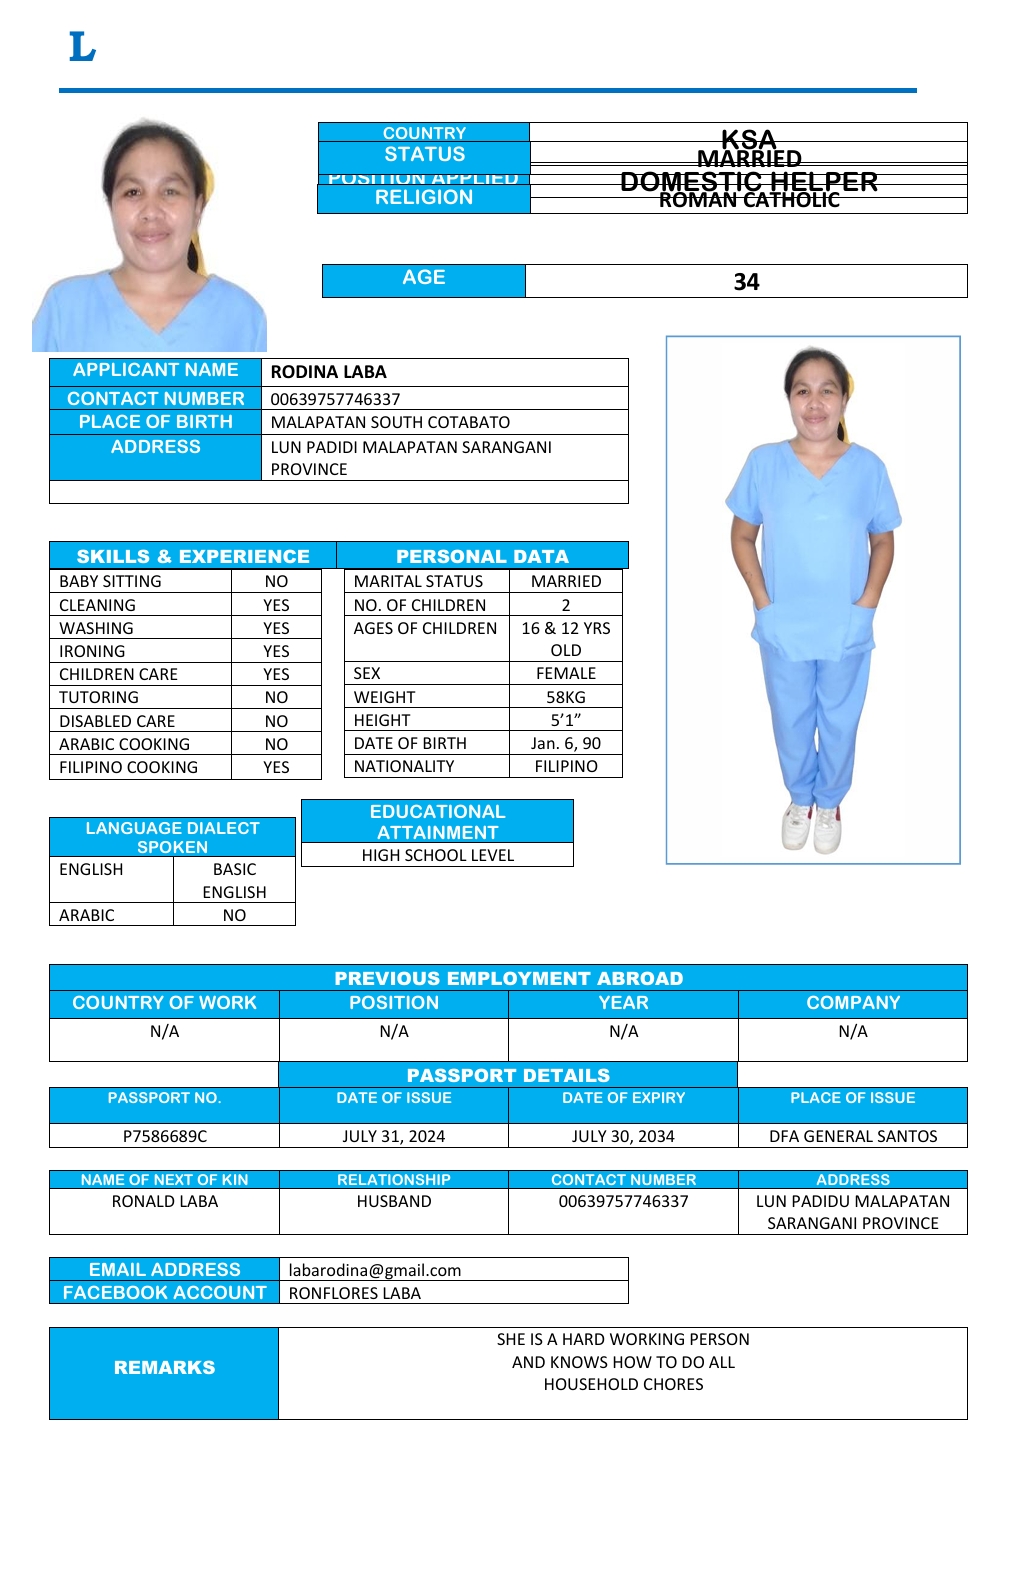 L
COUNTRY KSA
STATUS MARRIED
POSITION APPLIED DOMESTIC HELPER
RELIGION ROMAN CATHOLIC
AGE 34
APPLICANT NAME RODINA LABA
CONTACT NUMBER 00639757746337
PLACE OF BIRTH MALAPATAN SOUTH COTABATO
ADDRESS LUN PADIDI MALAPATAN SARANGANI
PROVINCE
SKILLS & EXPERIENCE PERSONAL DATA
BABY SITTING NO MARITAL STATUS MARRIED
CLEANING YES NO. OF CHILDREN 2
WASHING YES AGES OF CHILDREN 16 & 12 YRS
IRONING YES OLD
CHILDREN CARE YES SEX FEMALE
TUTORING NO WEIGHT 58KG
DISABLED CARE NO HEIGHT 5’1”
ARABIC COOKING NO DATE OF BIRTH Jan. 6, 90
FILIPINO COOKING YES NATIONALITY FILIPINO
LANGUAGE DIALECT
SPOKEN
ENGLISH BASIC
ENGLISH
ARABIC NO
EDUCATIONAL
ATTAINMENT
HIGH SCHOOL LEVEL
PREVIOUS EMPLOYMENT ABROAD
COUNTRY OF WORK POSITION YEAR COMPANY
N/A N/A N/A N/A
PASSPORT DETAILS
PASSPORT NO. DATE OF ISSUE DATE OF EXPIRY PLACE OF ISSUE
P7586689C JULY 31, 2024 JULY 30, 2034 DFA GENERAL SANTOS
NAME OF NEXT OF KIN RELATIONSHIP CONTACT NUMBER ADDRESS
RONALD LABA HUSBAND 00639757746337 LUN PADIDU MALAPATAN
SARANGANI PROVINCE
EMAIL ADDRESS labarodina@gmail.com
FACEBOOK ACCOUNT RONFLORES LABA
REMARKS
SHE IS A HARD WORKING PERSON
AND KNOWS HOW TO DO ALL
HOUSEHOLD CHORES